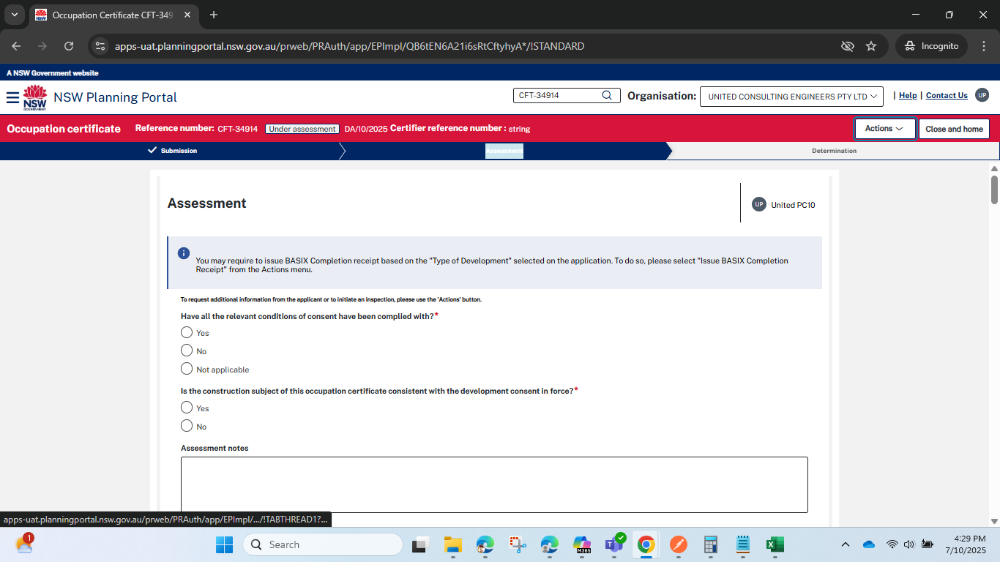 Occupation Certificate CFT-349
apps-uat.planningportal.nsw.gov.au/prweb/PRAuth/app/EPImpl/QB6tEN6A21i6sRtCftyhyA*/!STANDARD
Incognito
A NSW Government website
NSW
GOVERNMENT
NSW Planning Portal
CFT-34914
Organisation:
UNITED CONSULTING ENGINEERS PTY LTD
| Help | Contact Us
UP
Occupation certificate
Reference number: CFT-34914
Under assessment
DA/10/2025
Certifier reference number : string
Actions
Close and home
Submission
Assessment
Determination
Assessment
UP
United PC10
You may require to issue BASIX Completion receipt based on the "Type of Development" selected on the application. To do so, please select "Issue BASIX Completion
Receipt" from the Actions menu.
To request additional information from the applicant or to initiate an inspection, please use the 'Actions' button.
Have all the relevant conditions of consent have been complied with?*
Yes
No
Not applicable
Is the construction subject of this occupation certificate consistent with the development consent in force?*
Yes
No
Assessment notes
apps-uat.planningportal.nsw.gov.au/prweb/PRAuth/app/EPImpl/.../!TABTHREAD1?...
1
Search
M365
4:29 PM
7/10/2025